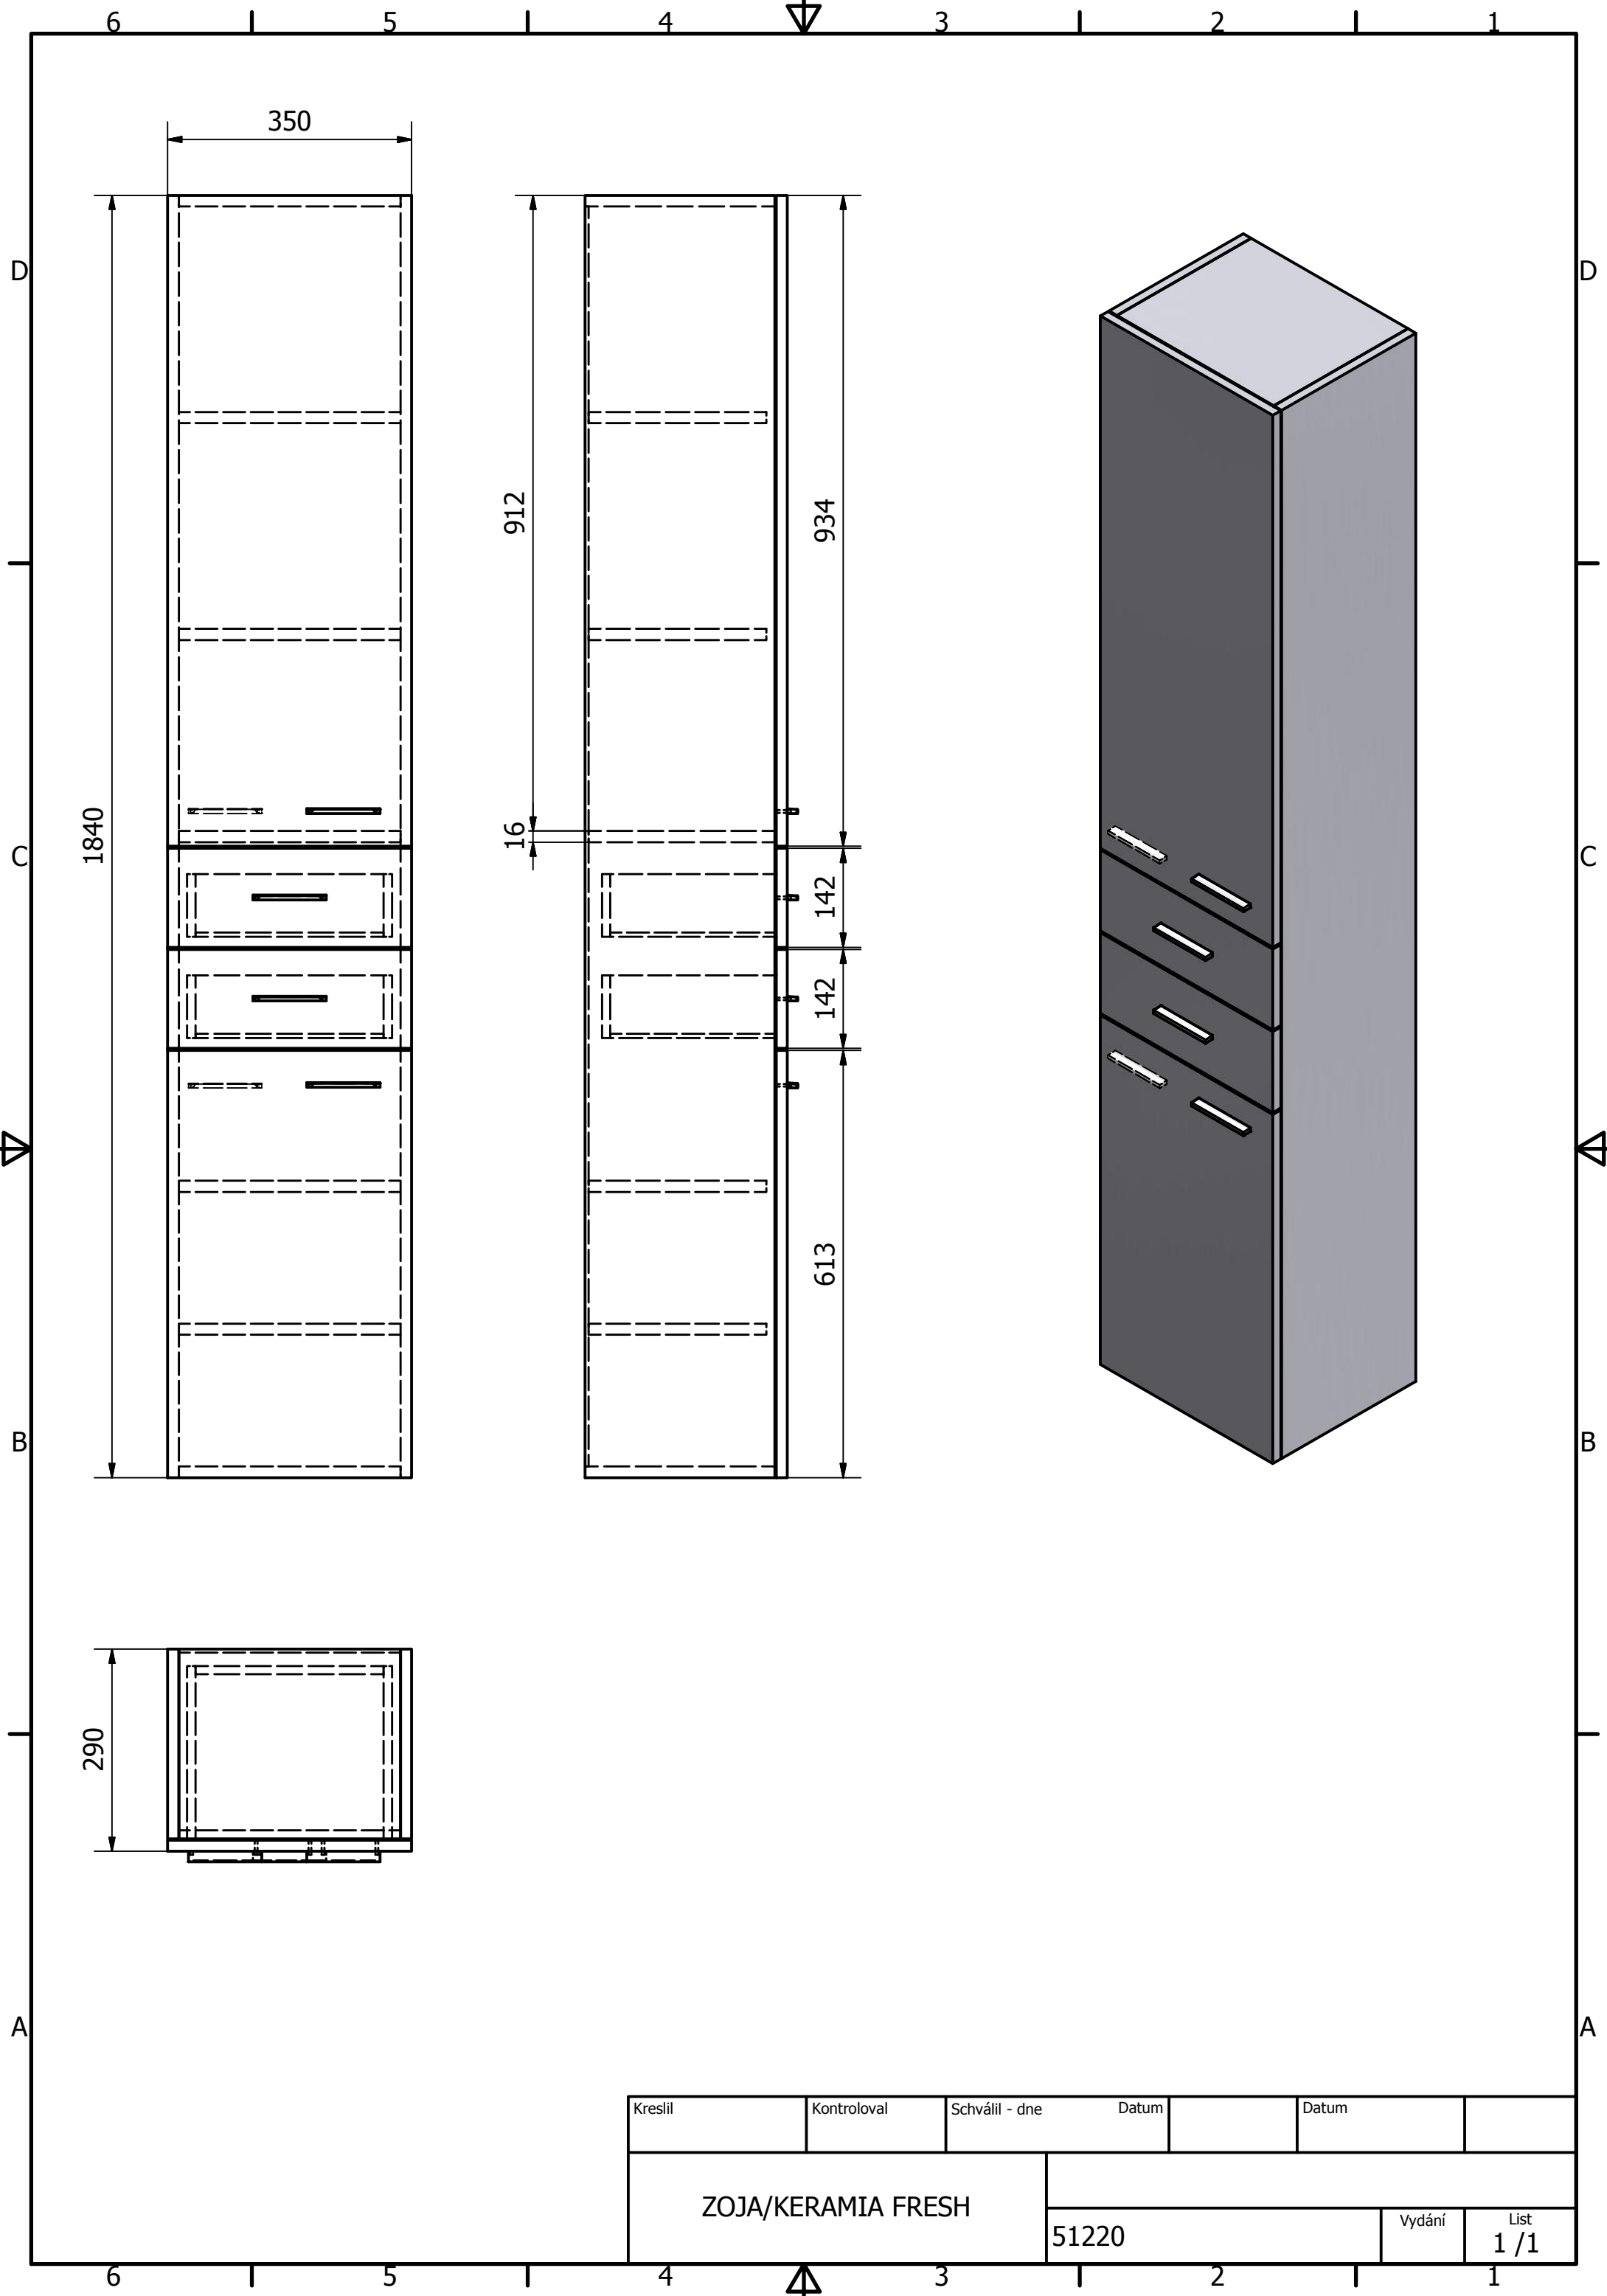 6 5 4 3 2 1
350
D D
912
934
1840
16
C C
142
142
613
B B
290
A A
Kreslil Kontroloval Schválil - dne Datum Datum
ZOJA/KERAMIA FRESH
51220
Vydání
List
1 /1
6 5 4 3 2 1